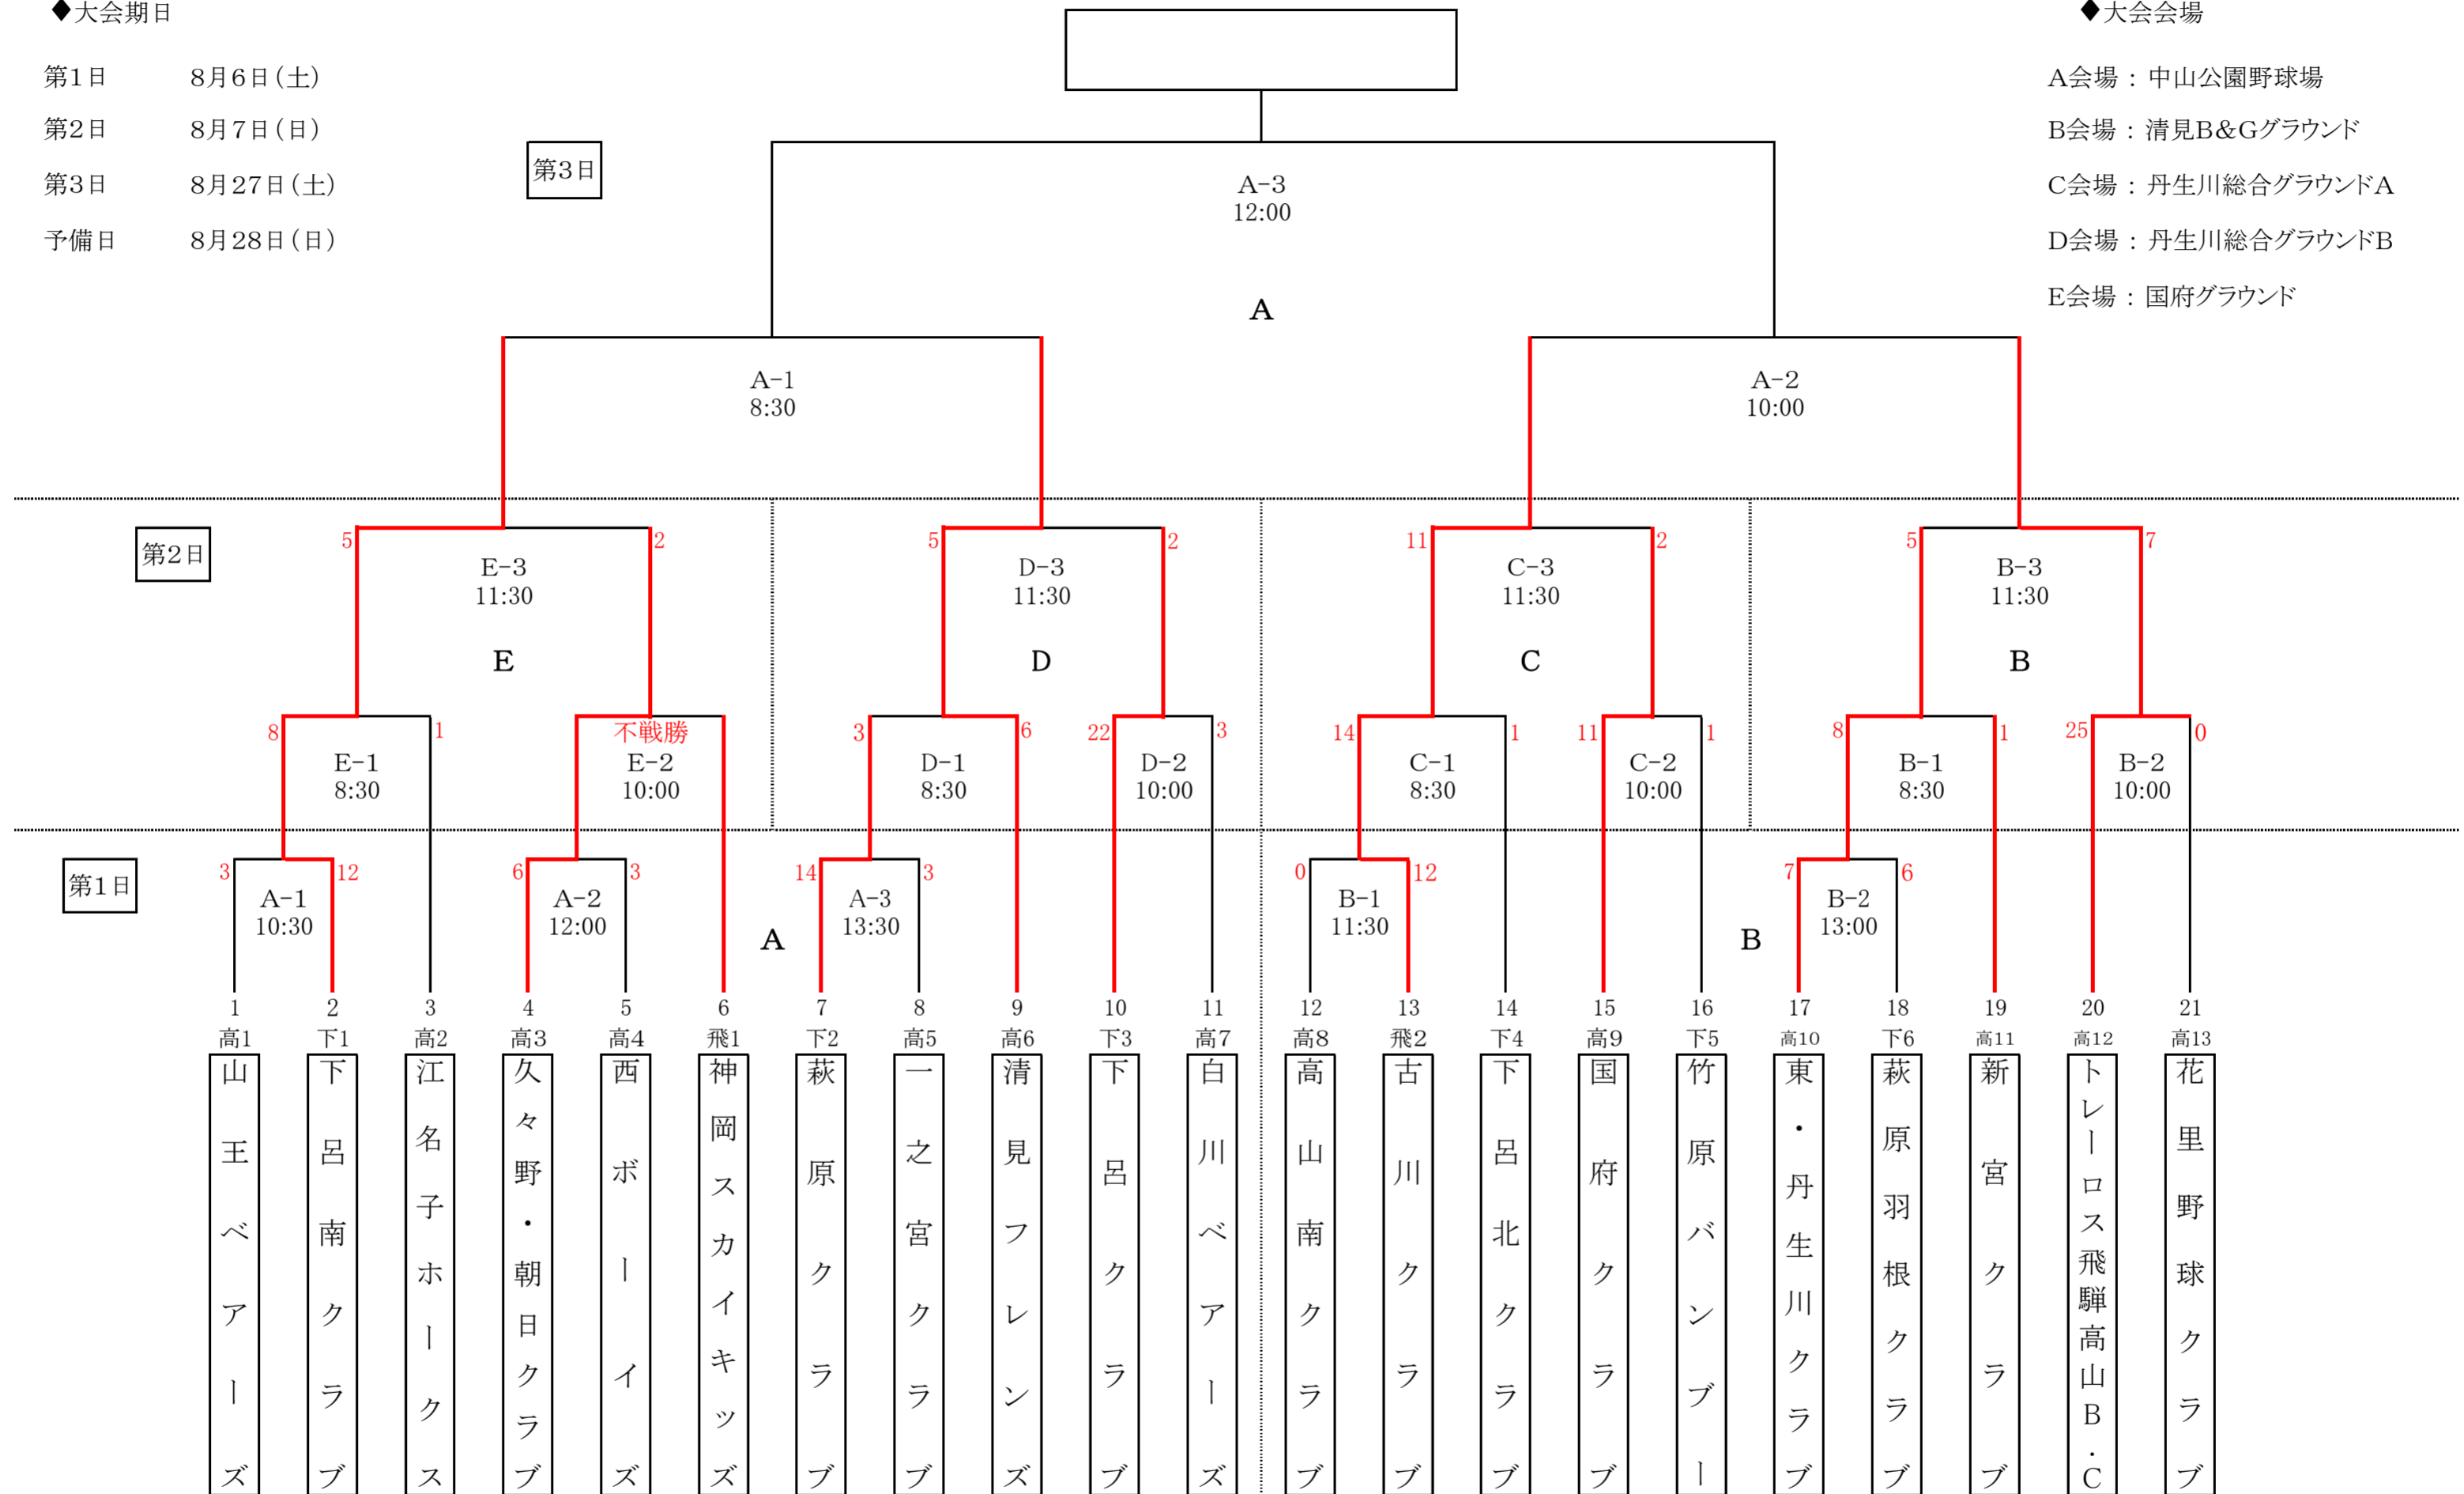 ◆大会期日
第1日 8月6日(土)
第2日 8月7日(日)
第3日 8月27日(土)
予備日 8月28日(日)
◆大会会場
A会場 : 中山公園野球場
B会場 : 清見B&Gグラウンド
C会場 : 丹生川総合グラウンドA
D会場 : 丹生川総合グラウンドB
E会場 : 国府グラウンド
第3日
A-3
12:00
A
A-1
8:30
A-2
10:00
第2日
5 2 5 2 11 2 5 7
E-3 D-3 C-3 B-3
11:30 11:30 11:30 11:30
E D C B
8 1 不戦勝 3 6 22 3 14 1 11 1 8 1 25 0
E-1 E-2 D-1 D-2 C-1 C-2 B-1 B-2
8:30 10:00 8:30 10:00 8:30 10:00 8:30 10:00
第1日
3 12 6 3 14 3 0 12 7 6
A-1 A-2 A-3 B-1 B-2
10:30 12:00 13:30 11:30 13:00
A B
1 2 3 4 5 6 7 8 9 10 11 12 13 14 15 16 17 18 19 20 21
高1 下1 高2 高3 高4 飛1 下2 高5 高6 下3 高7 高8 飛2 下4 高9 下5 高10 下6 高11 高12 高13
山王ベアーズ
下呂南クラブ
江名子ホークス
久々野・朝日クラブ
西ボーイズ
神岡スカイキッズ
萩原クラブ
一之宮クラブ
清見フレンズ
下呂クラブ
白川ベアーズ
高山南クラブ
古川クラブ
下呂北クラブ
国府クラブ
竹原バンブー
東・丹生川クラブ
萩原羽根クラブ
新宮クラブ
トレーロス飛騨高山B.C
花里野球クラブ